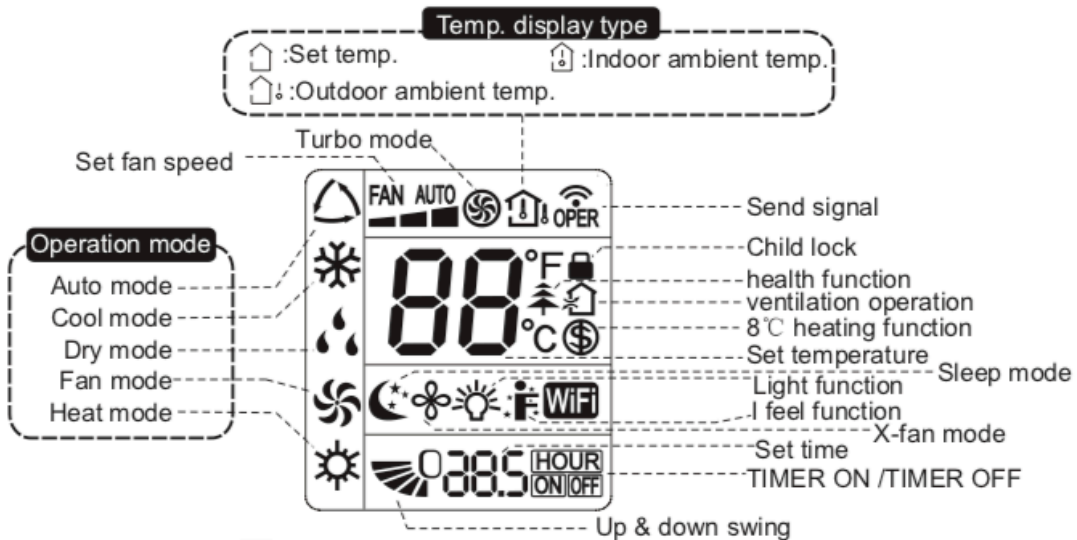 Temp. display type
:Set temp. :Indoor ambient temp.
:Outdoor ambient temp.
Turbo mode
Set fan speed
FAN AUTO
OPER
Send signal
Operation mode
Auto mode
Cool mode
Dry mode
Fan mode
Heat mode
88
°F
°C
Child lock
health function
ventilation operation
8℃ heating function
Set temperature
Sleep mode
WiFi
Light function
I feel function
X-fan mode
Set time
038.5
HOUR
ON OFF
TIMER ON /TIMER OFF
Up & down swing